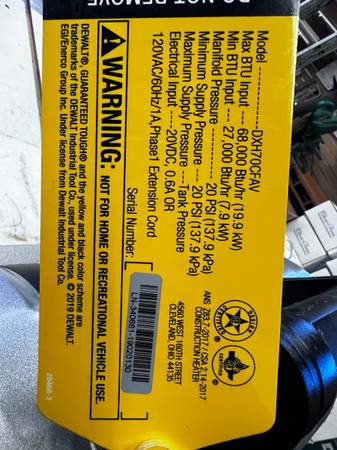 DO NOT REMOVE
Model -------------DXH70CFAV
Max BTU Input --- 68,000 Btu/hr (19.9 kW)
Min BTU Input --- 27,000 Btu/hr (7.9 kW)
Manifold Pressure ------- 20 PSI (137.9 kPa)
Minimum Supply Pressure --- 20 PSI (137.9 kPa)
Maximum Supply Pressure ---Tank Pressure
Electrical Input ----20VDC, 0.6A OR
120VAC/60Hz/1A,Phase1 Extension Cord
ANS Z83.7-2017 / CSA 2.14-2017
CONSTRUCTION HEATER
4560 WEST 160TH STREET
CLEVELAND, OHIO 44135
Serial Number:
WARNING: NOT FOR HOME OR RECREATIONAL VEHICLE USE.
DEWALT®, GUARANTEED TOUGH® and the yellow and black color scheme are
trademarks of the DEWALT Industrial Tool Co., used under license. © 2019 DEWALT.
EGI/Enerco Group Inc. Under license from Dewalt Industrial Tool Co.
20468-3